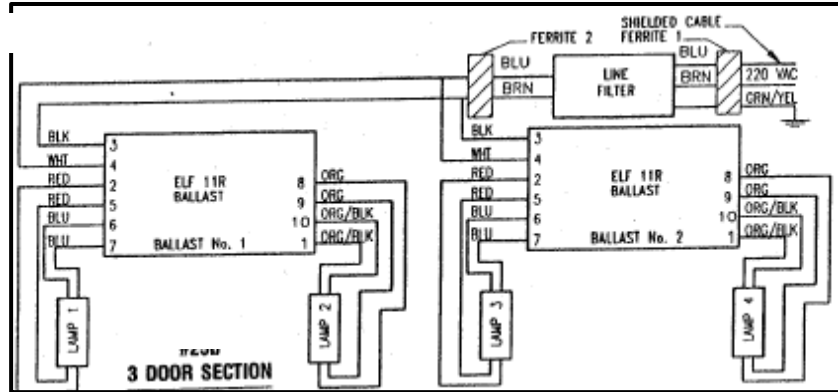 SHIELDED CABLE
FERRITE 2
FERRITE 1
BLU
BLU
LINE
FILTER
BRN
BRN
220 VAC
GRN/YEL
BLK
3
WHT
4
RED
2
RED
5
BLU
6
BLU
7
ELF 11R
BALLAST
BALLAST No. 1
8
ORG
9
ORG
10
ORG/BLK
1
ORG/BLK
BLK
3
WHT
4
RED
2
RED
5
BLU
6
BLU
7
ELF 11R
BALLAST
BALLAST No. 2
8
ORG
9
ORG
10
ORG/BLK
1
ORG/BLK
LAMP 1
LAMP 2
LAMP 3
LAMP 4
3 DOOR SECTION